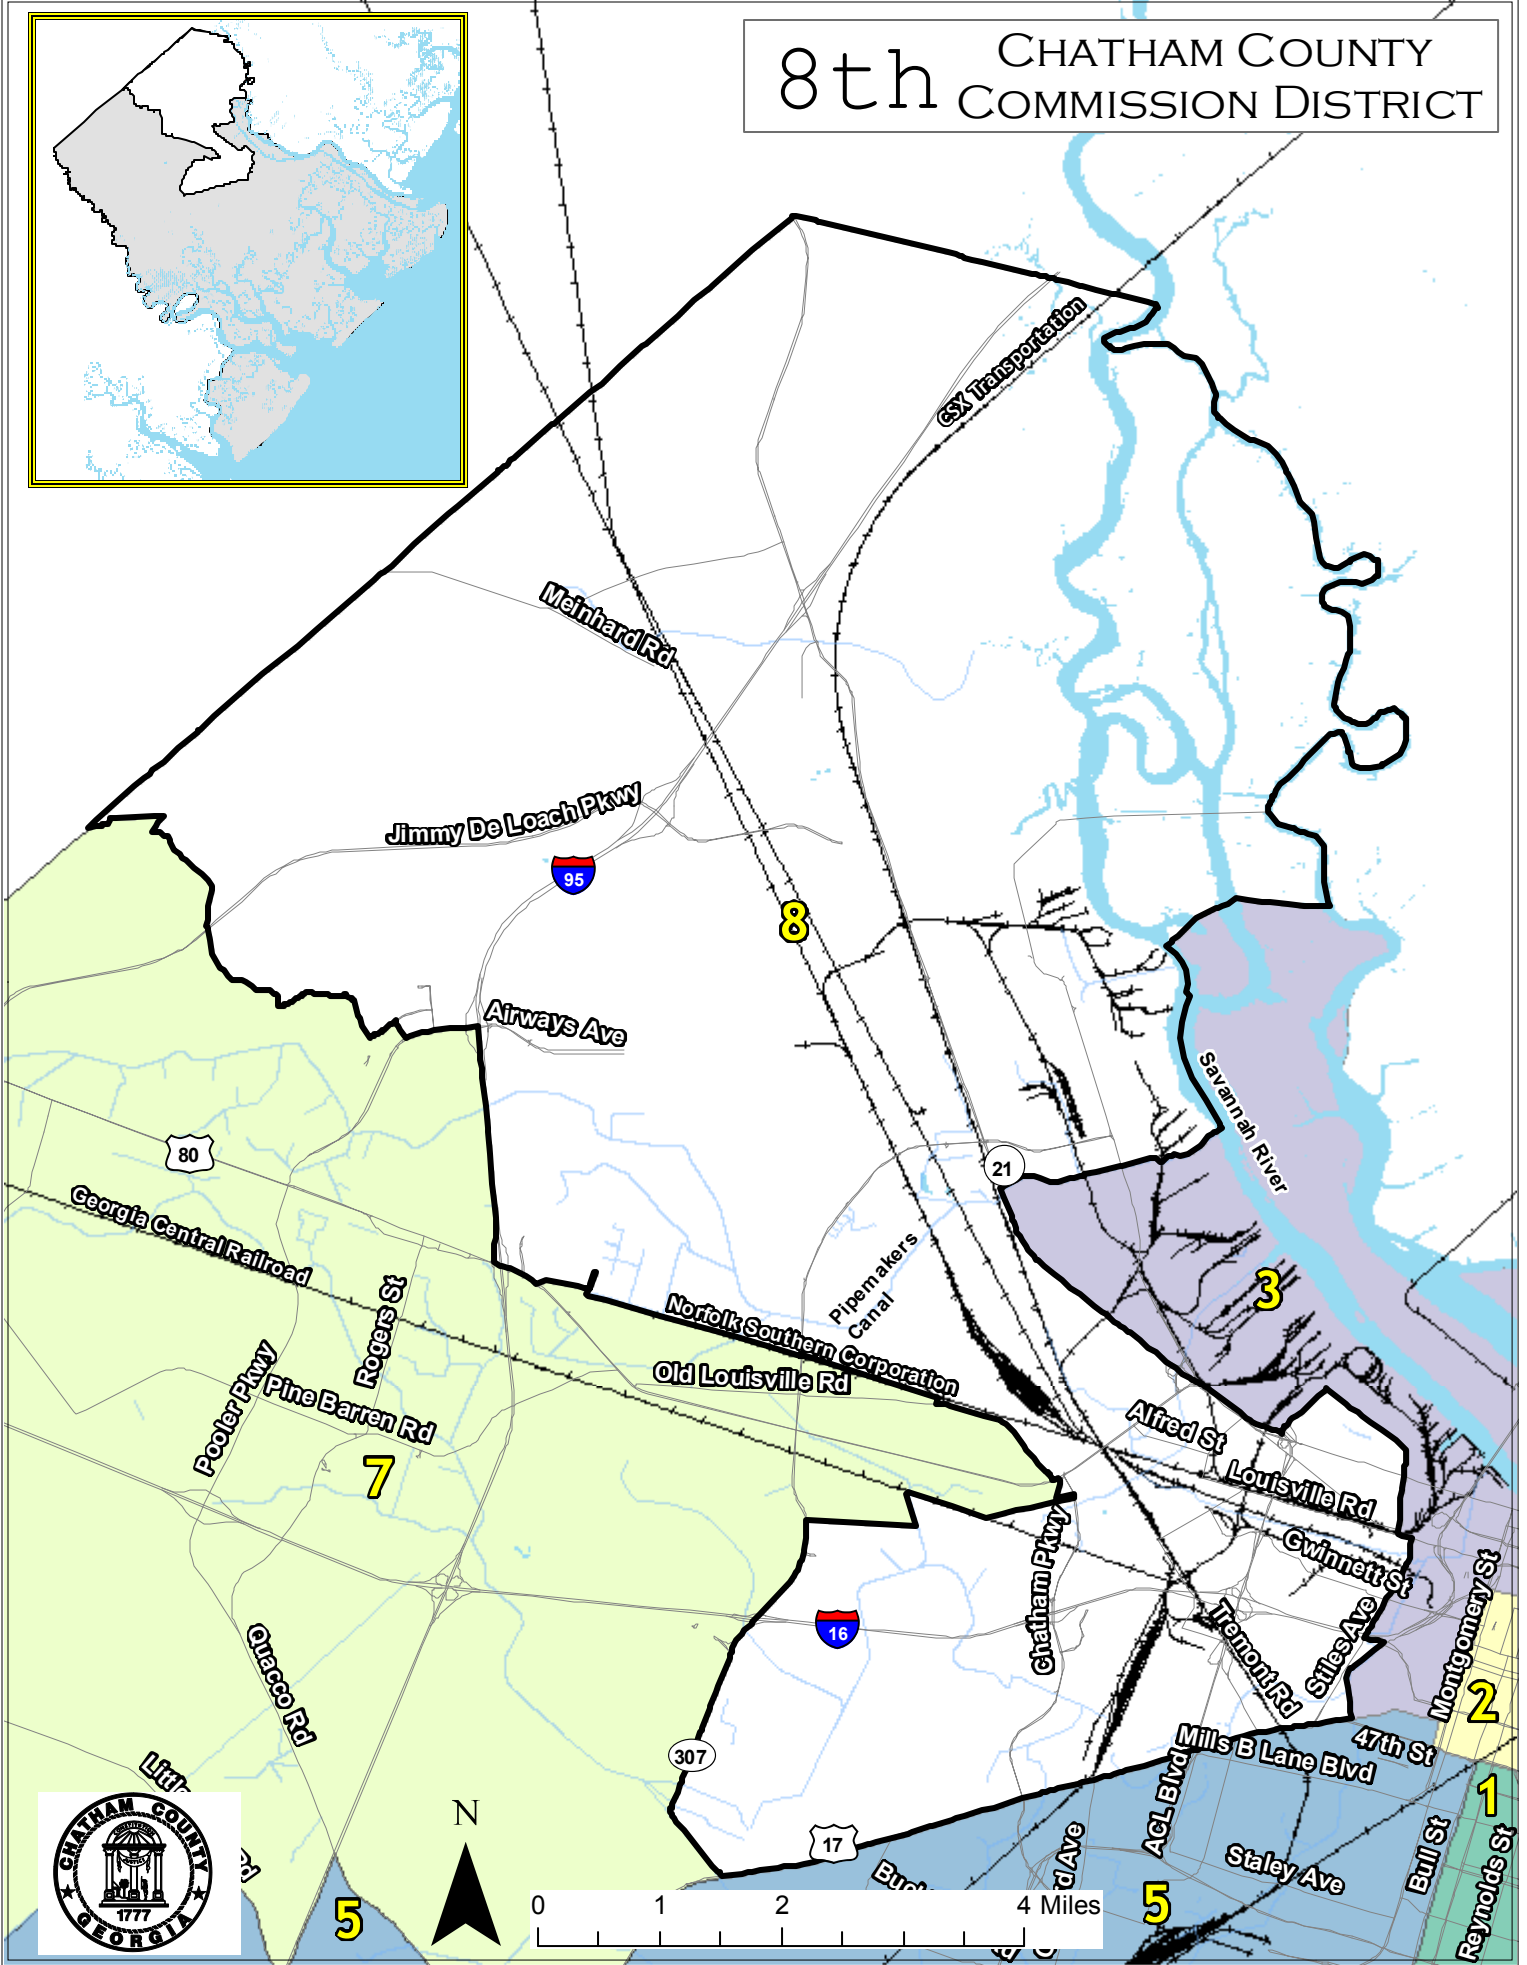 8th
CHATHAM COUNTY
COMMISSION DISTRICT
CSX Transportation
Meinhard Rd
Jimmy De Loach Pkwy
95
8
Airways Ave
Savannah River
80
21
Georgia Central Railroad
Rogers St
Pipemakers
Canal
3
Norfolk Southern Corporation
Old Louisville Rd
Pooler Pkwy
Pine Barren Rd
Alfred St
7
Louisville Rd
Gwinnett St
Chatham Pkwy
Montgomery St
16
Tremont Rd
Stiles Ave
Quacco Rd
2
307
Mills B Lane Blvd
47th St
ACL Blvd
1
17
Bull St
Staley Ave
Reynolds St
5
5
N
CHATHAM COUNTY
GEORGIA
1777
0 1 2 4 Miles